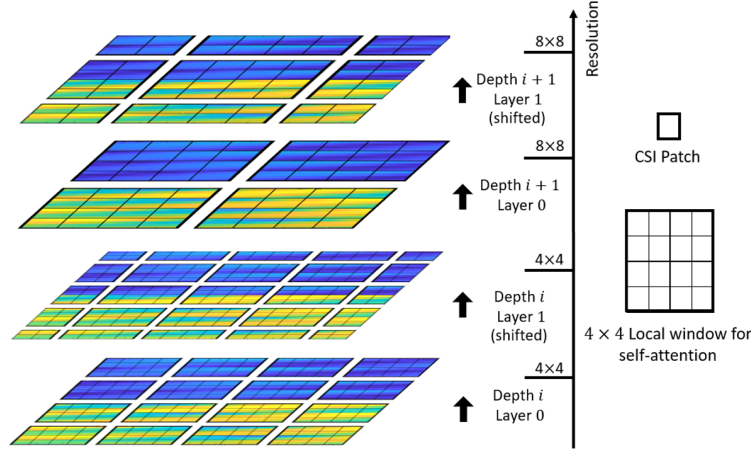 Resolution
8×8
Depth i + 1
Layer 1
(shifted)
8×8
Depth i + 1
Layer 0
4×4
Depth i
Layer 1
(shifted)
4×4
Depth i
Layer 0
CSI Patch
4 × 4 Local window for
self-attention